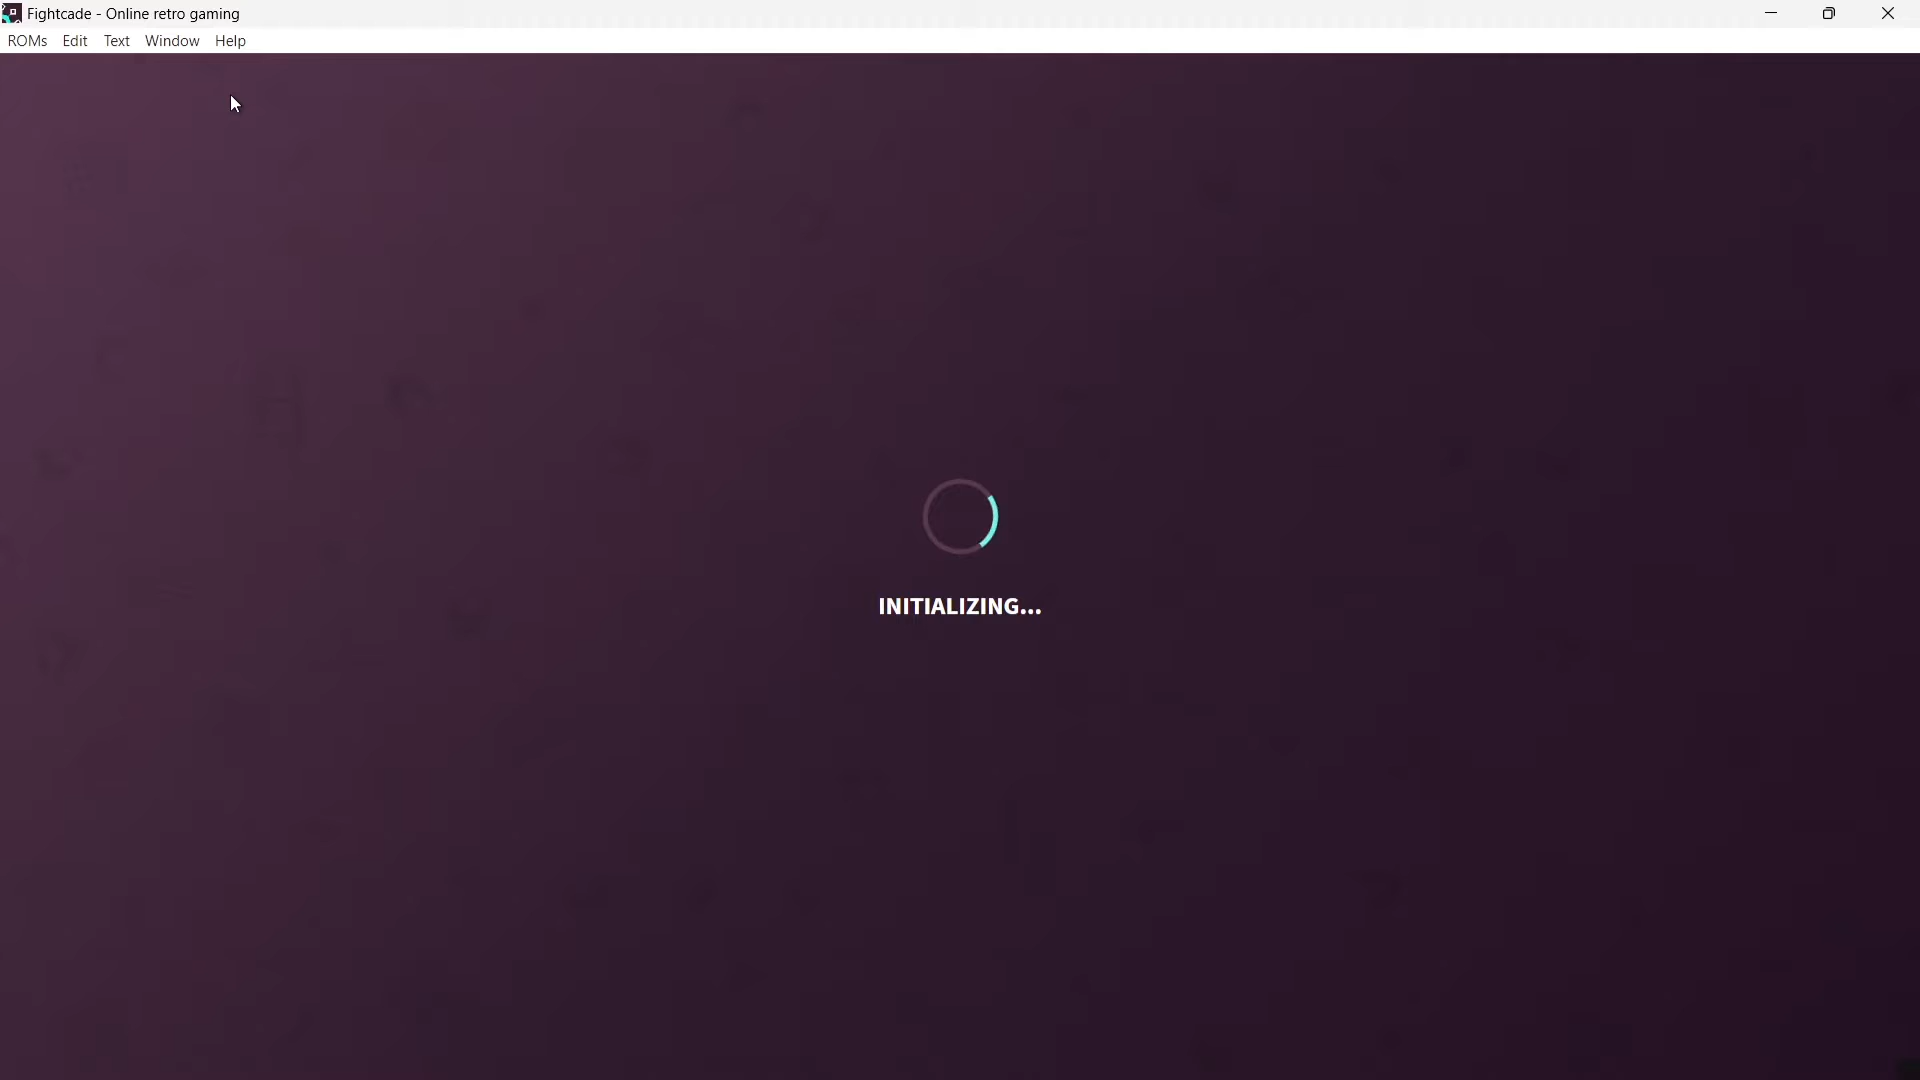 Fightcade - Online retro gaming
ROMs Edit Text Window Help
INITIALIZING...